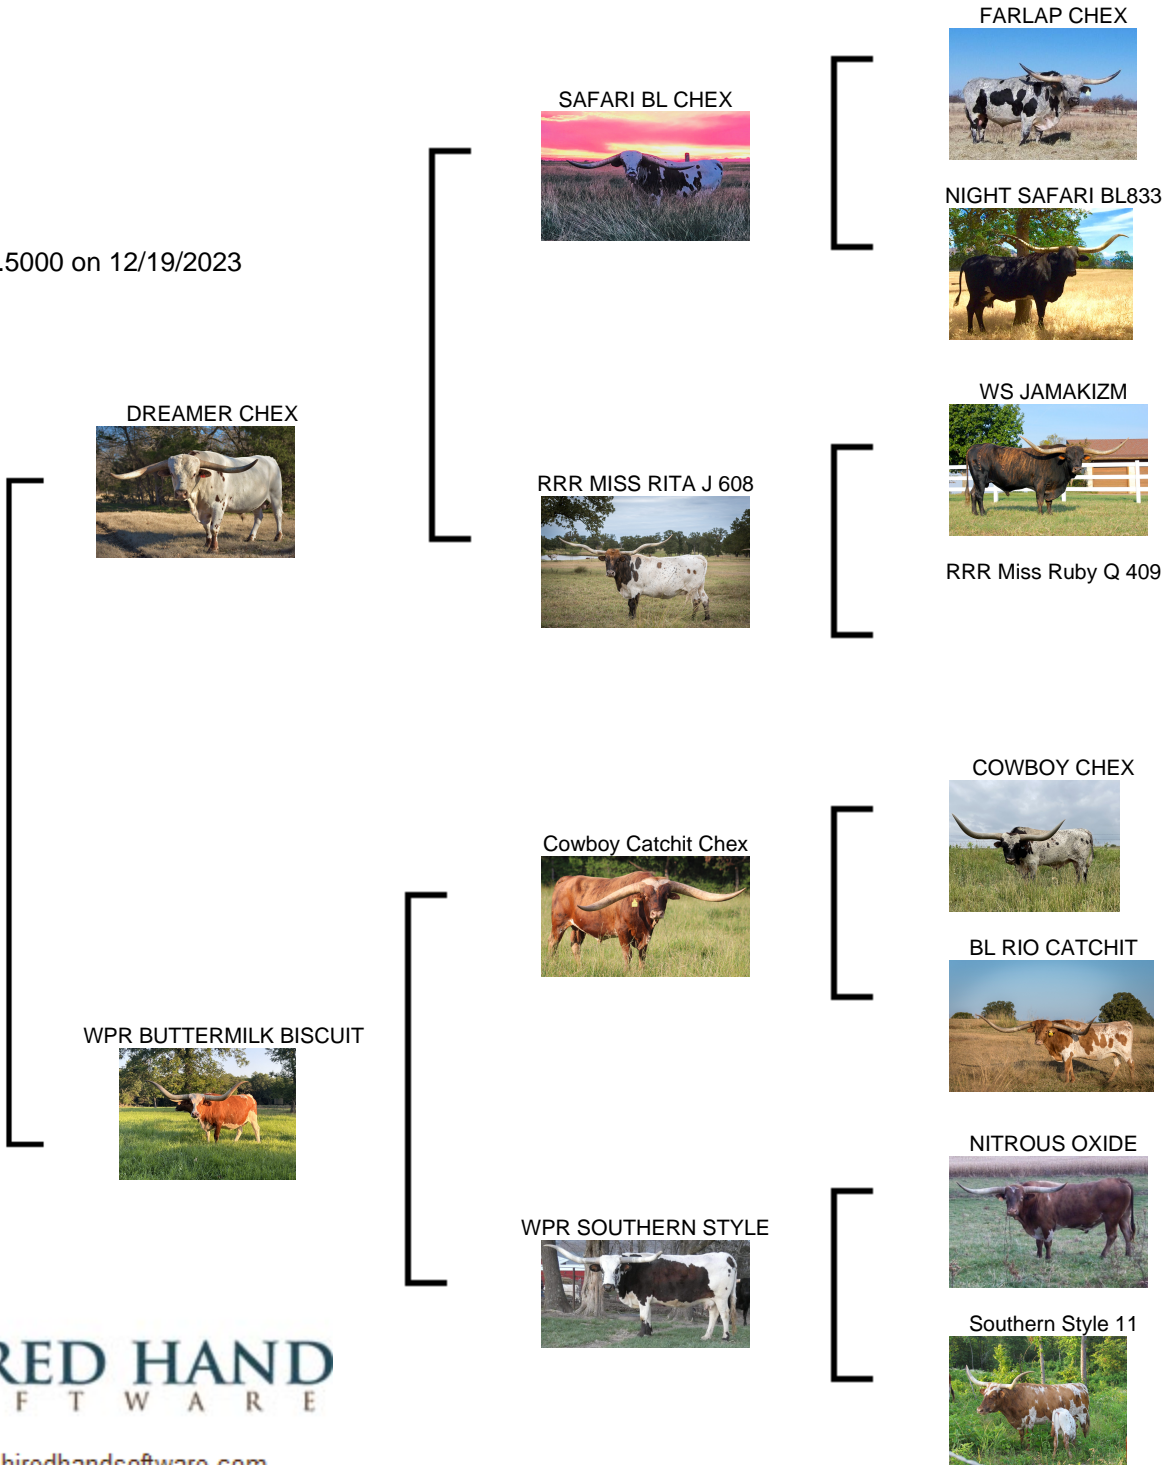 FARLAP CHEX
SAFARI BL CHEX
NIGHT SAFARI BL833
.5000 on 12/19/2023
WS JAMAKIZM
DREAMER CHEX
RRR MISS RITA J 608
RRR Miss Ruby Q 409
COWBOY CHEX
Cowboy Catchit Chex
BL RIO CATCHIT
WPR BUTTERMILK BISCUIT
NITROUS OXIDE
WPR SOUTHERN STYLE
Southern Style 11
RED HAND
F T W A R E
hiredhandsoftware.com